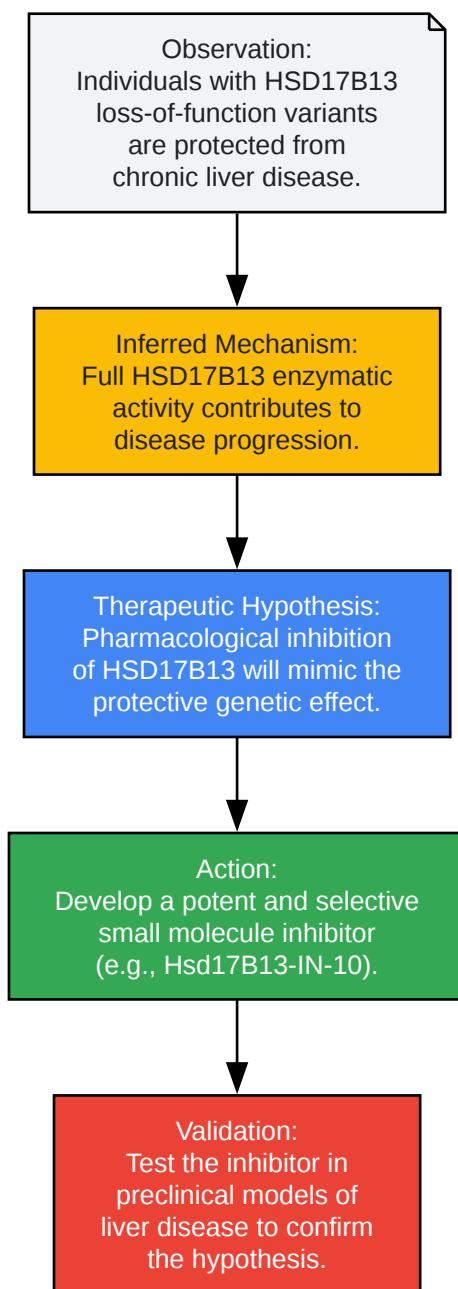 Observation:
Individuals with HSD17B13
loss-of-function variants
are protected from
chronic liver disease.
Inferred Mechanism:
Full HSD17B13 enzymatic
activity contributes to
disease progression.
Therapeutic Hypothesis:
Pharmacological inhibition
of HSD17B13 will mimic the
protective genetic effect.
Action:
Develop a potent and selective
small molecule inhibitor
(e.g., Hsd17B13-IN-10).
Validation:
Test the inhibitor in
preclinical models of
liver disease to confirm
the hypothesis.